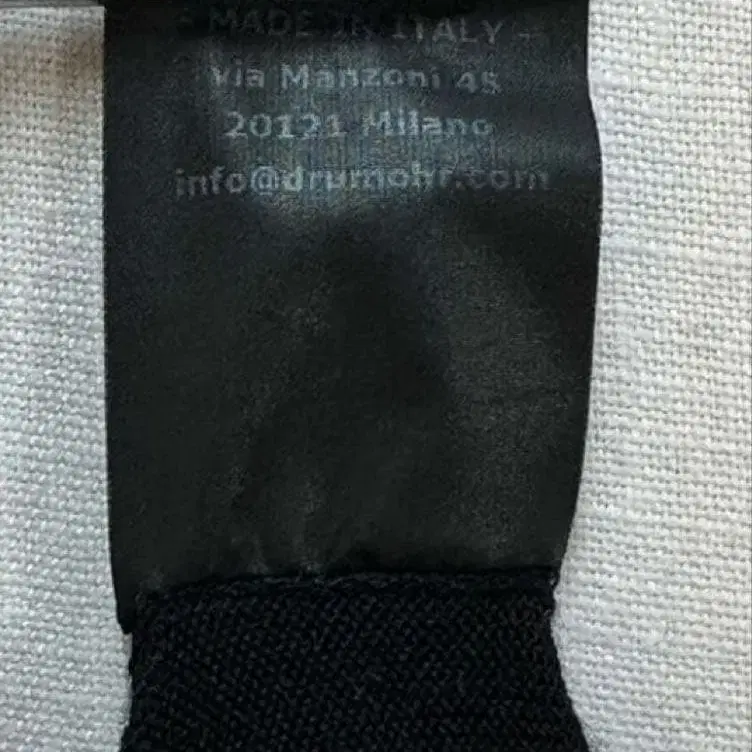 - MADE IN ITALY -
Via Manzoni 45
20121 Milano
info@drumohr.com